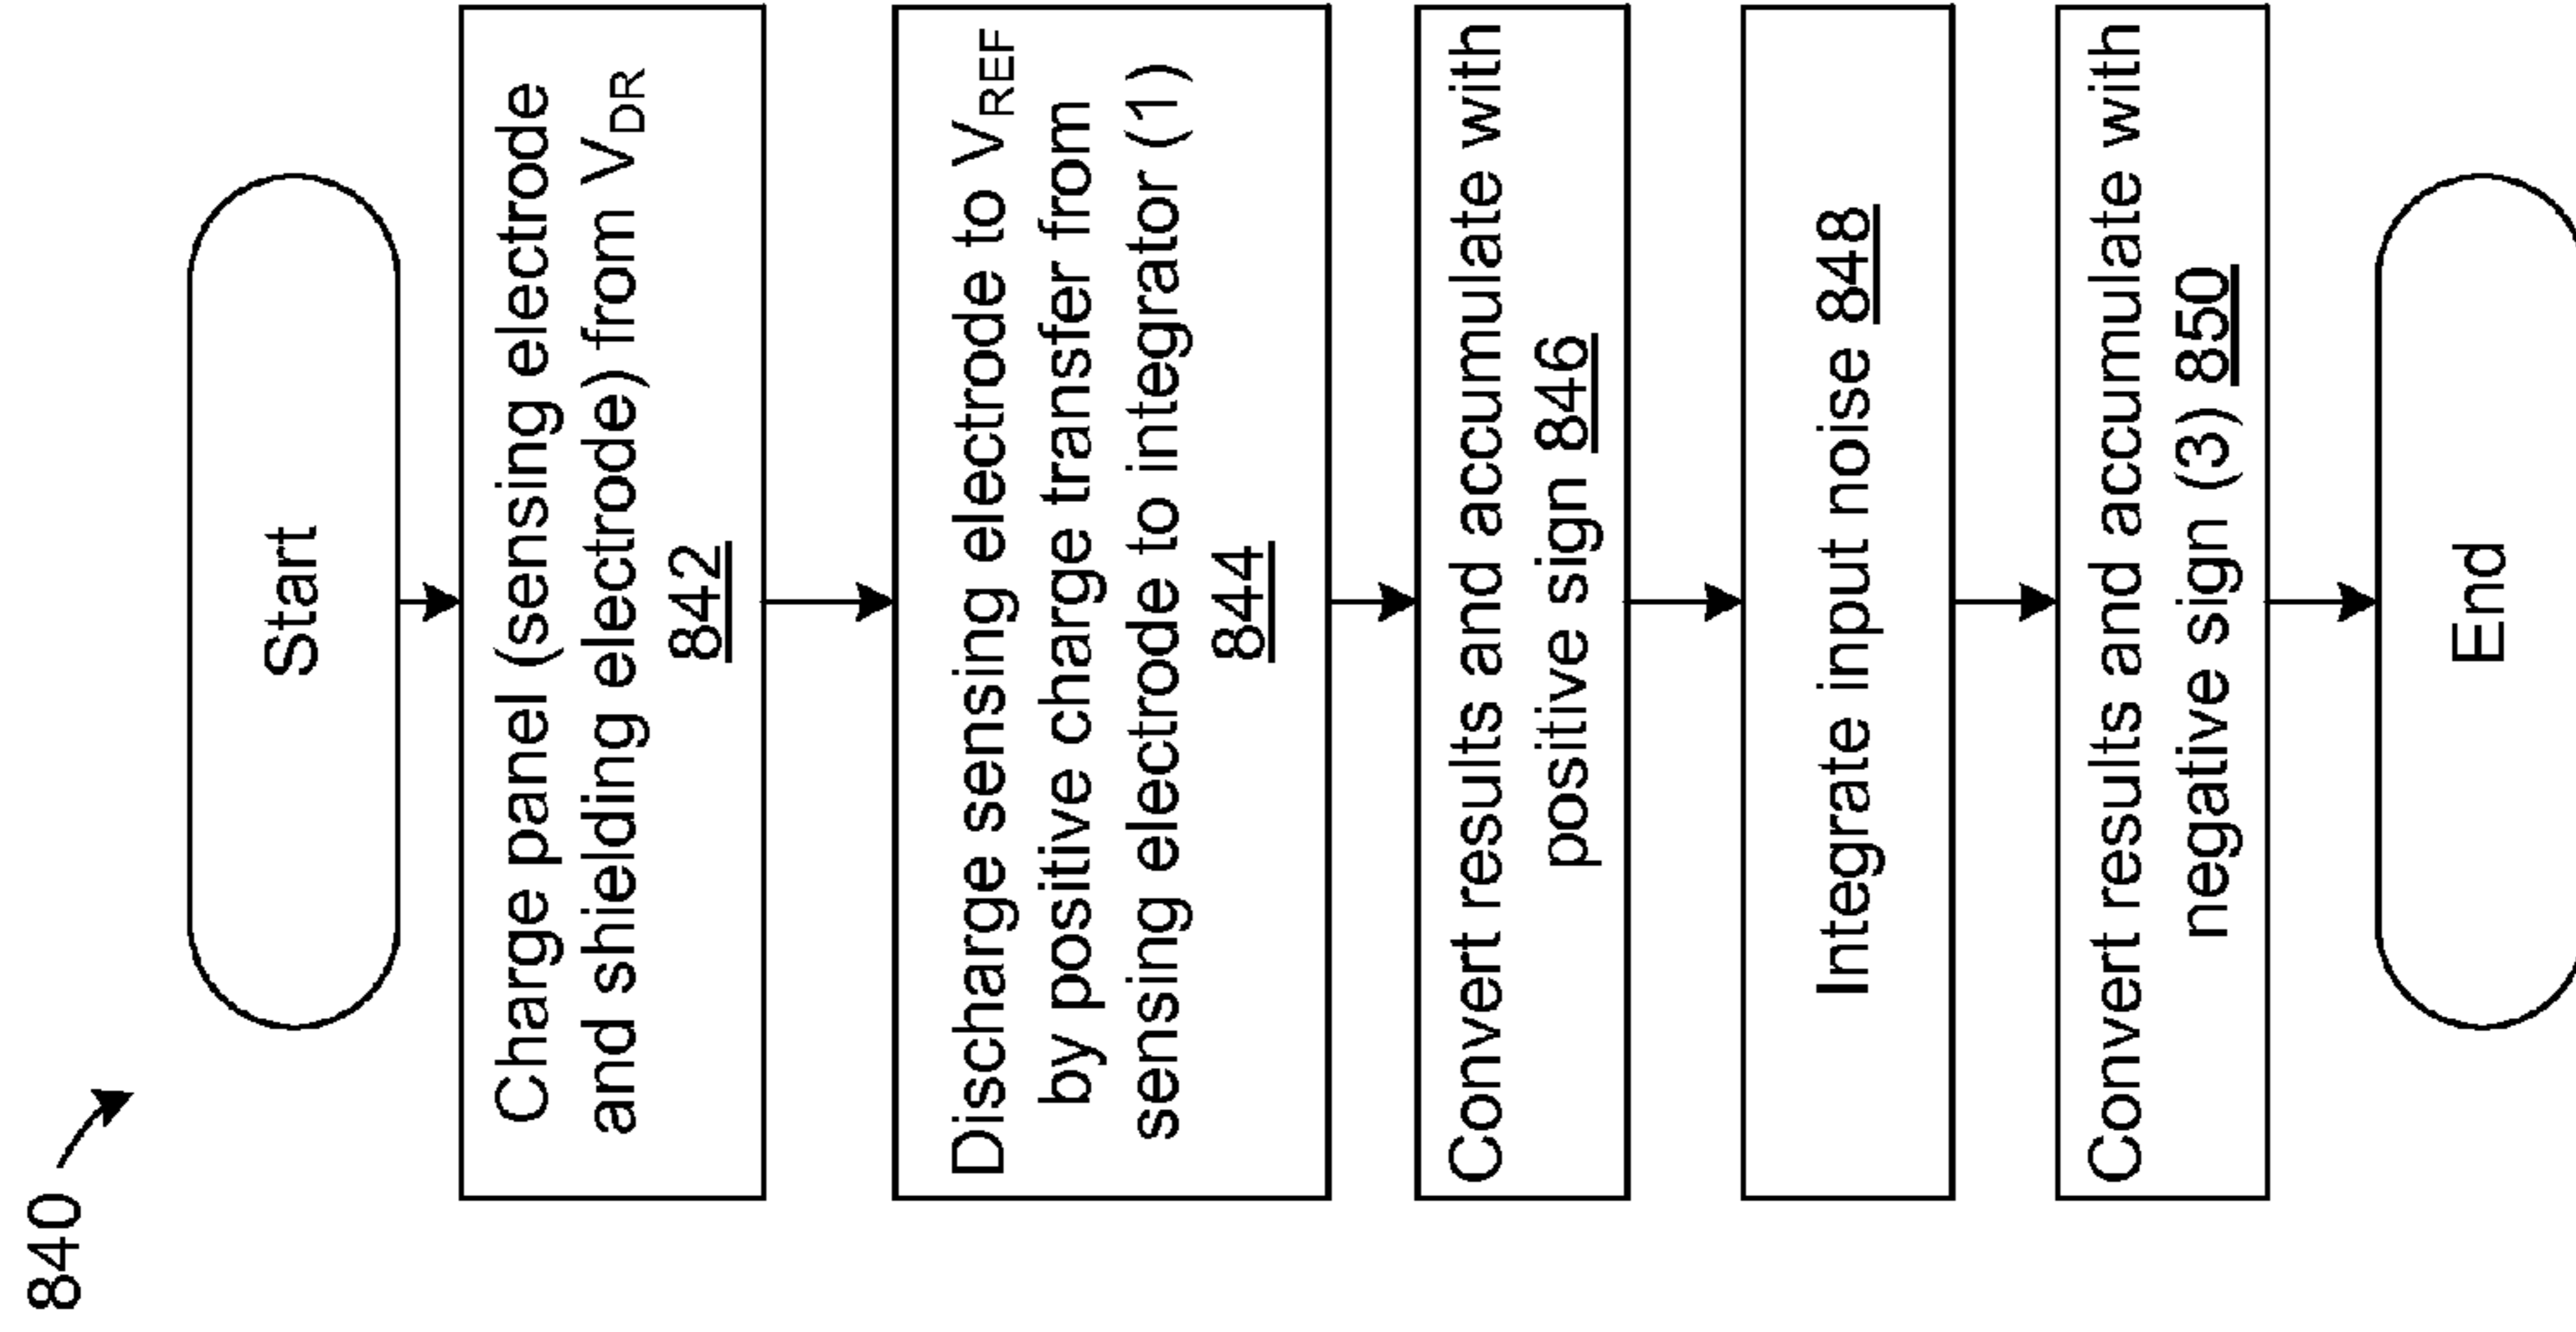 840
Start
Charge panel (sensing electrode
and shielding electrode) from VDR
842
Discharge sensing electrode to VREF
by positive charge transfer from
sensing electrode to integrator (1)
844
Convert results and accumulate with
positive sign 846
Integrate input noise 848
Convert results and accumulate with
negative sign (3) 850
End